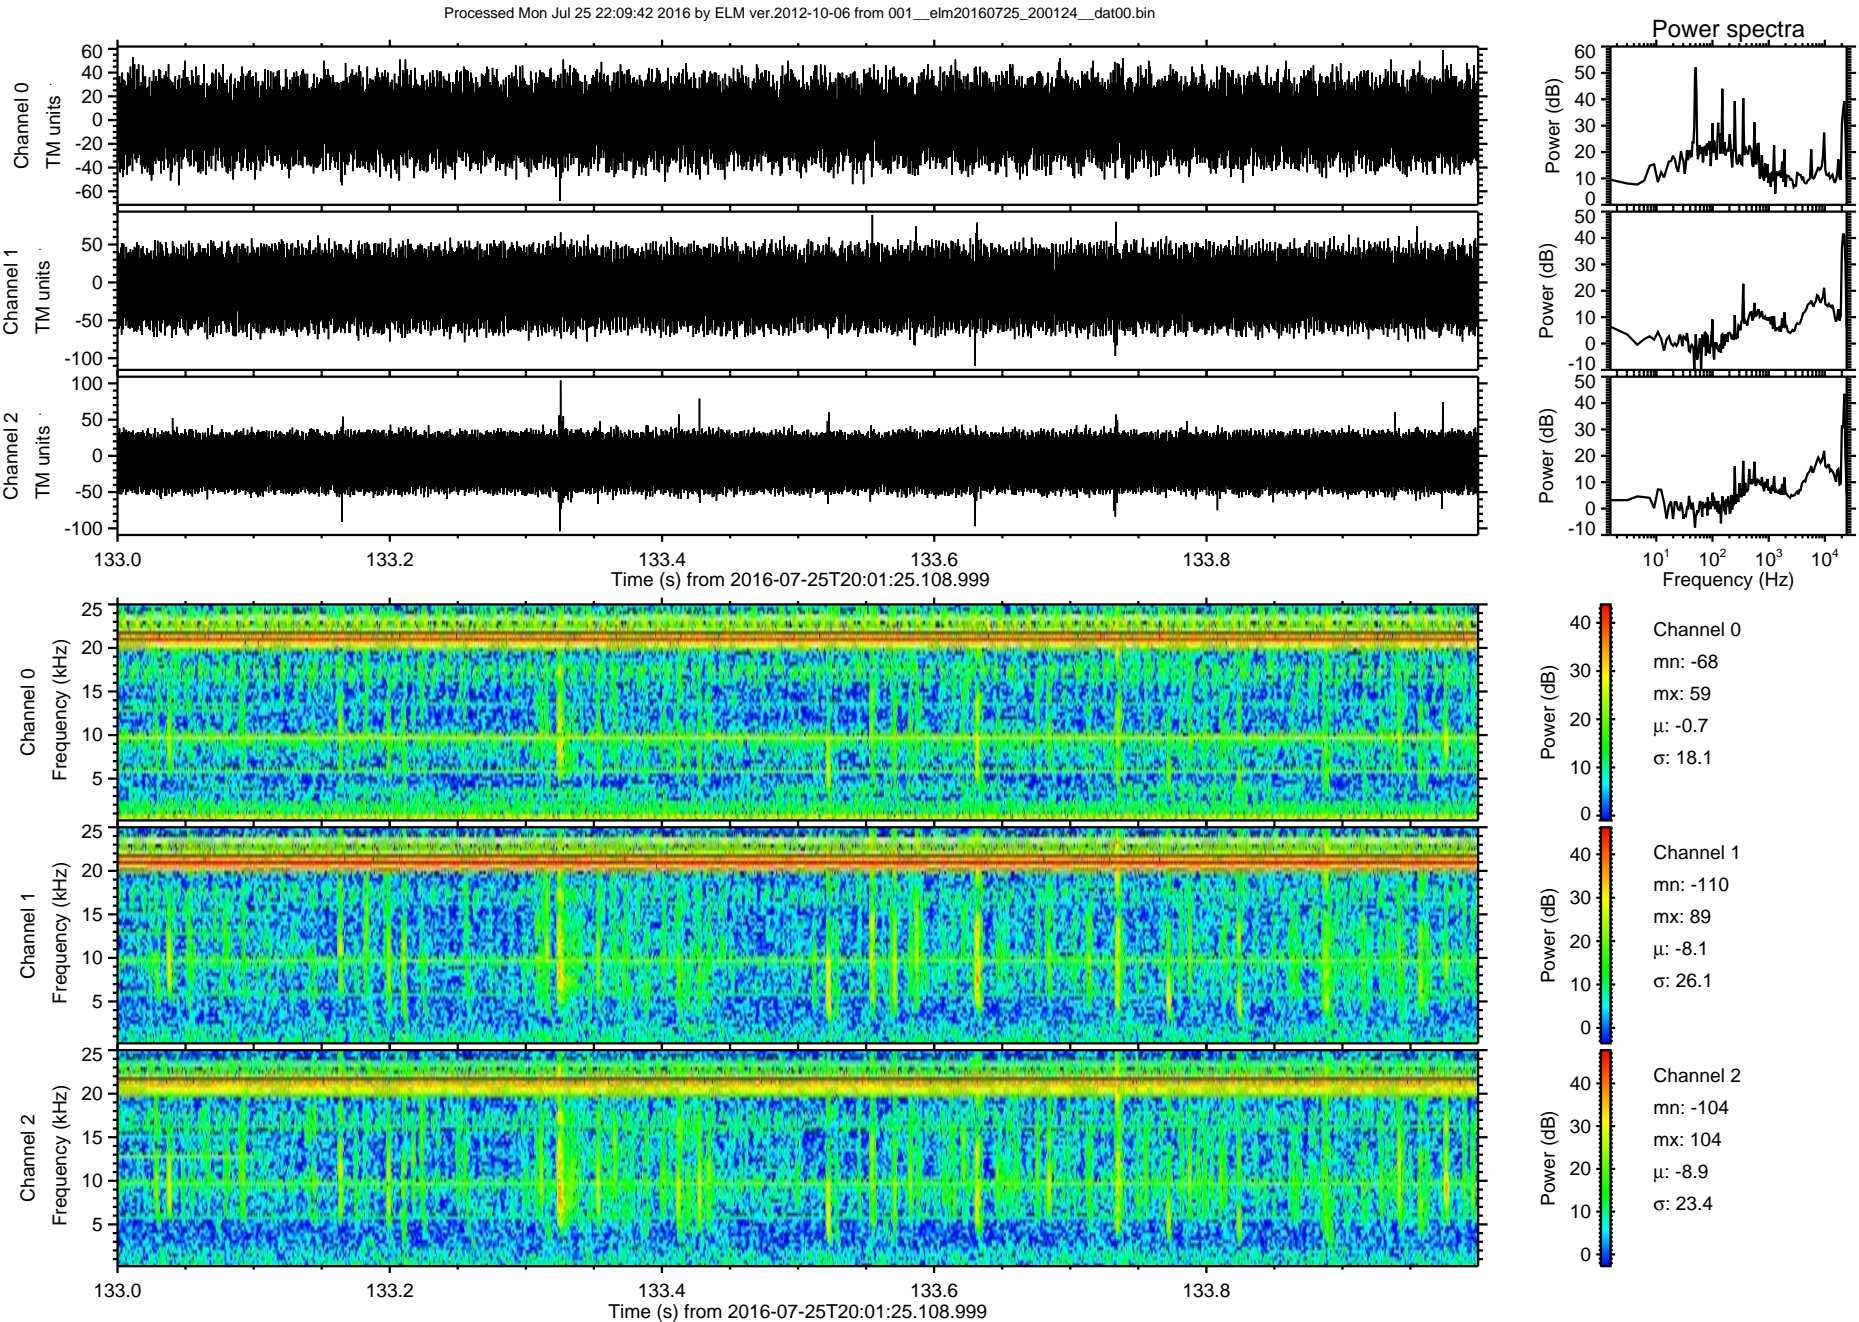 Processed Mon Jul 25 22:09:42 2016 by ELM ver.2012-10-06 from 001__elm20160725_200124__dat00.bin
Power spectra
Channel 0
TM units
60
40
20
0
-20
-40
-60
Power (dB)
60
50
40
30
20
10
0
Channel 1
TM units
50
0
-50
-100
Power (dB)
50
40
30
20
10
0
-10
Channel 2
TM units
100
50
0
-50
-100
Power (dB)
50
40
30
20
10
0
-10
133.0 133.2 133.4 133.6 133.8
Time (s) from 2016-07-25T20:01:25.108.999
10¹ 10² 10³ 10⁴
Frequency (Hz)
Channel 0
Frequency (kHz)
25
20
15
10
5
Power (dB)
40
30
20
10
0
Channel 0
mn: -68
mx: 59
μ: -0.7
σ: 18.1
Channel 1
Frequency (kHz)
25
20
15
10
5
Power (dB)
40
30
20
10
0
Channel 1
mn: -110
mx: 89
μ: -8.1
σ: 26.1
Channel 2
Frequency (kHz)
25
20
15
10
5
Power (dB)
40
30
20
10
0
Channel 2
mn: -104
mx: 104
μ: -8.9
σ: 23.4
133.0 133.2 133.4 133.6 133.8
Time (s) from 2016-07-25T20:01:25.108.999